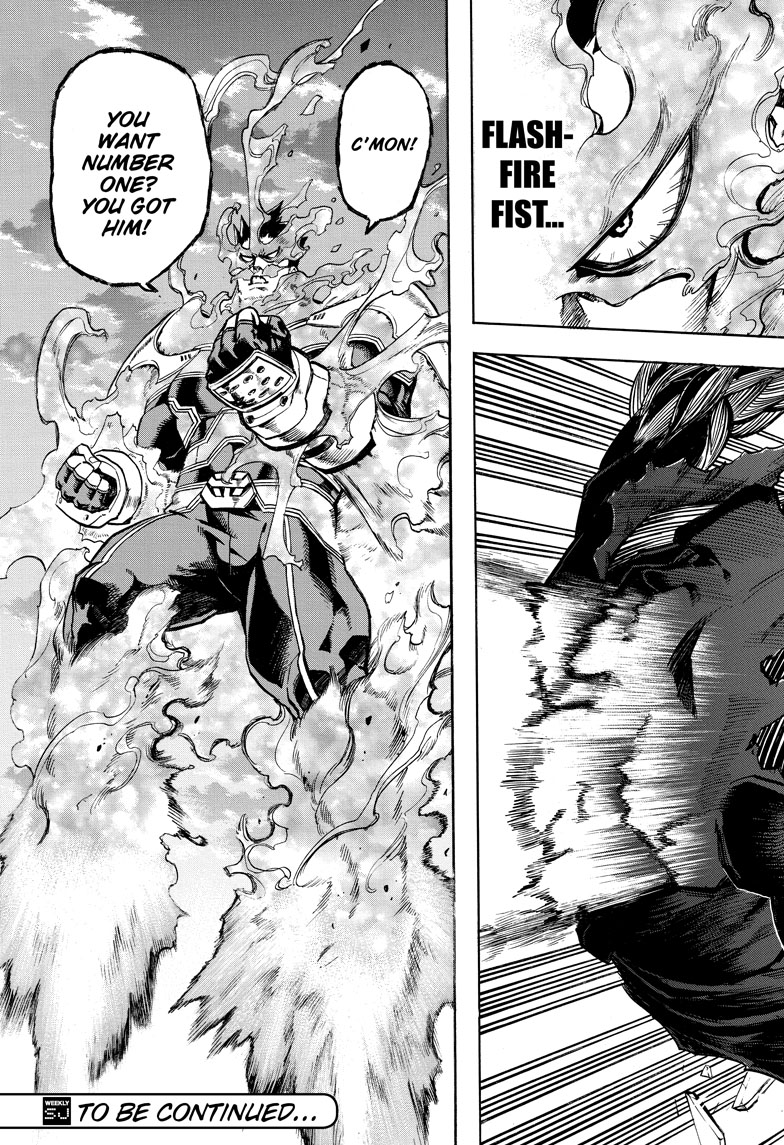 FLASH-
FIRE
FIST...
C'MON!
YOU
WANT
NUMBER
ONE?
YOU GOT
HIM!
WEEKLY
SJ
TO BE CONTINUED...